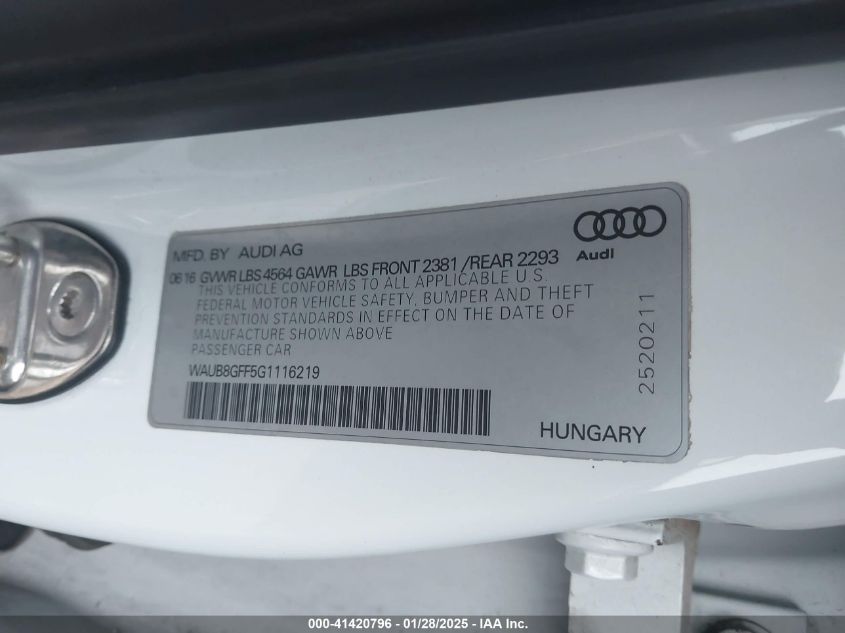 MFD. BY AUDI AG
06 16 GVWR LBS 4564 GAWR LBS FRONT 2381 /REAR 2293
Audi
THIS VEHICLE CONFORMS TO ALL APPLICABLE U.S.
FEDERAL MOTOR VEHICLE SAFETY, BUMPER AND THEFT
PREVENTION STANDARDS IN EFFECT ON THE DATE OF
MANUFACTURE SHOWN ABOVE
PASSENGER CAR
WAUB8GFF5G1116219
HUNGARY
2520211
000-41420796 - 01/28/2025 - IAA Inc.